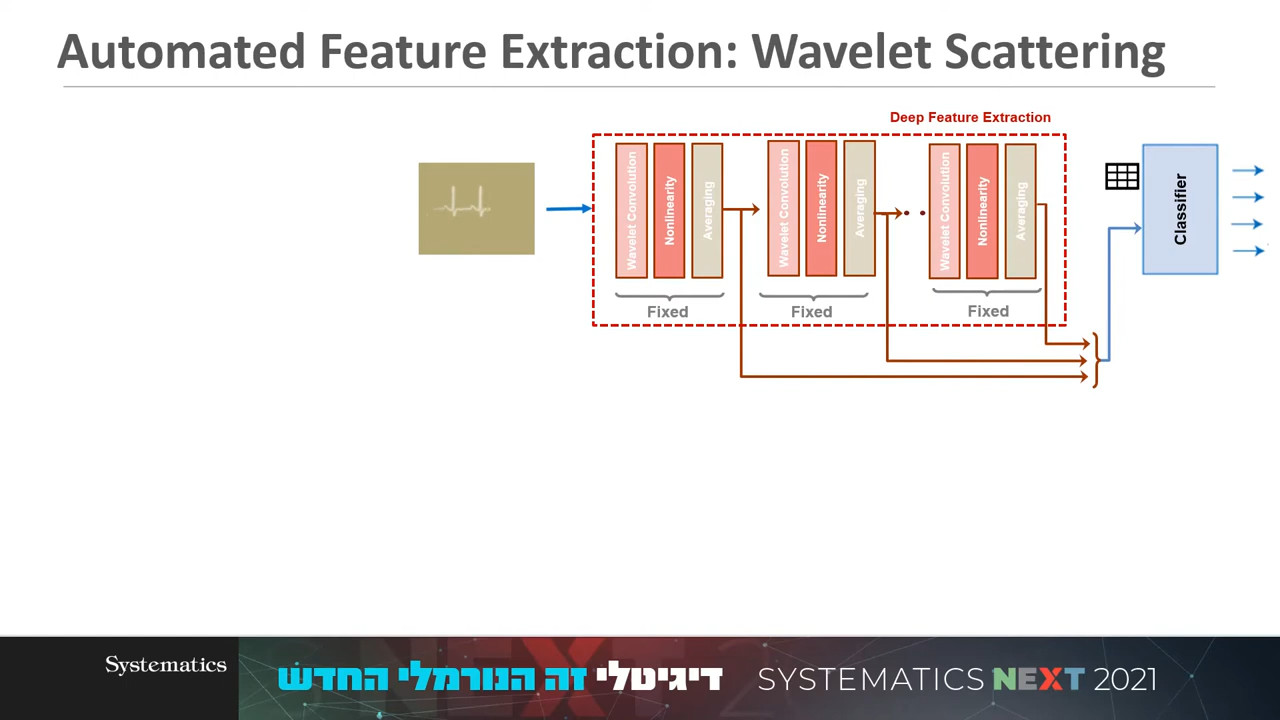 Automated Feature Extraction: Wavelet Scattering
Deep Feature Extraction
Wavelet Convolution
Nonlinearity
Averaging
Wavelet Convolution
Nonlinearity
Averaging
Wavelet Convolution
Nonlinearity
Averaging
Fixed
Fixed
Fixed
Classifier
Systematics
דיגיטלי זה הנורמלי החדש
SYSTEMATICS NEXT 2021